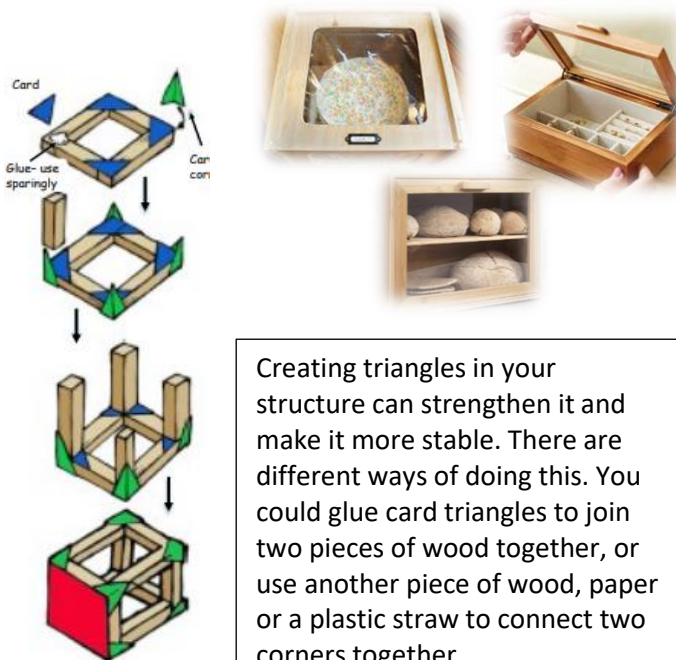 Card
Glue- use
sparingly
Creating triangles in your
structure can strengthen it and
make it more stable. There are
different ways of doing this. You
could glue card triangles to join
two pieces of wood together, or
use another piece of wood, paper
or a plastic straw to connect two
corners together